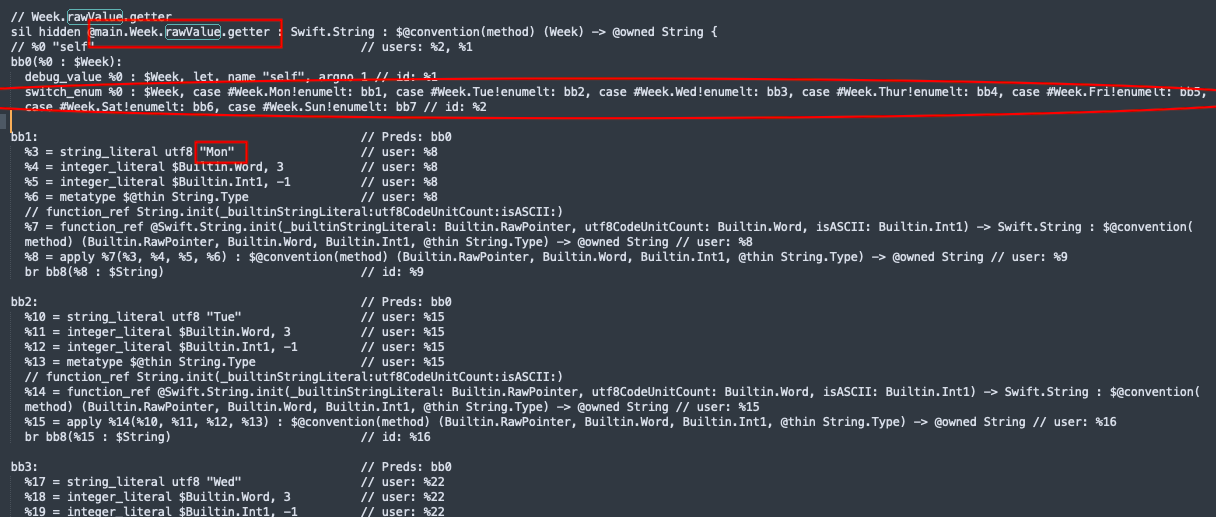 // Week.rawValue.getter
sil hidden @main.Week.rawValue.getter : Swift.String : $@convention(method) (Week) -> @owned String {
// %0 "self" // users: %2, %1
bb0(%0 : $Week):
debug_value %0 : $Week, let, name "self", argno 1 // id: %1
switch_enum %0 : $Week, case #Week.Mon!enumelt: bb1, case #Week.Tue!enumelt: bb2, case #Week.Wed!enumelt: bb3, case #Week.Thur!enumelt: bb4, case #Week.Fri!enumelt: bb5,
case #Week.Sat!enumelt: bb6, case #Week.Sun!enumelt: bb7 // id: %2
bb1: // Preds: bb0
%3 = string_literal utf8 "Mon" // user: %8
%4 = integer_literal $Builtin.Word, 3 // user: %8
%5 = integer_literal $Builtin.Int1, -1 // user: %8
%6 = metatype $@thin String.Type // user: %8
// function_ref String.init(_builtinStringLiteral:utf8CodeUnitCount:isASCII:)
%7 = function_ref @Swift.String.init(_builtinStringLiteral: Builtin.RawPointer, utf8CodeUnitCount: Builtin.Word, isASCII: Builtin.Int1) -> Swift.String : $@convention(
method) (Builtin.RawPointer, Builtin.Word, Builtin.Int1, @thin String.Type) -> @owned String // user: %8
%8 = apply %7(%3, %4, %5, %6) : $@convention(method) (Builtin.RawPointer, Builtin.Word, Builtin.Int1, @thin String.Type) -> @owned String // user: %9
br bb8(%8 : $String) // id: %9
bb2: // Preds: bb0
%10 = string_literal utf8 "Tue" // user: %15
%11 = integer_literal $Builtin.Word, 3 // user: %15
%12 = integer_literal $Builtin.Int1, -1 // user: %15
%13 = metatype $@thin String.Type // user: %15
// function_ref String.init(_builtinStringLiteral:utf8CodeUnitCount:isASCII:)
%14 = function_ref @Swift.String.init(_builtinStringLiteral: Builtin.RawPointer, utf8CodeUnitCount: Builtin.Word, isASCII: Builtin.Int1) -> Swift.String : $@convention(
method) (Builtin.RawPointer, Builtin.Word, Builtin.Int1, @thin String.Type) -> @owned String // user: %15
%15 = apply %14(%10, %11, %12, %13) : $@convention(method) (Builtin.RawPointer, Builtin.Word, Builtin.Int1, @thin String.Type) -> @owned String // user: %16
br bb8(%15 : $String) // id: %16
bb3: // Preds: bb0
%17 = string_literal utf8 "Wed" // user: %22
%18 = integer_literal $Builtin.Word, 3 // user: %22
%19 = integer_literal $Builtin.Int1, -1 // user: %22